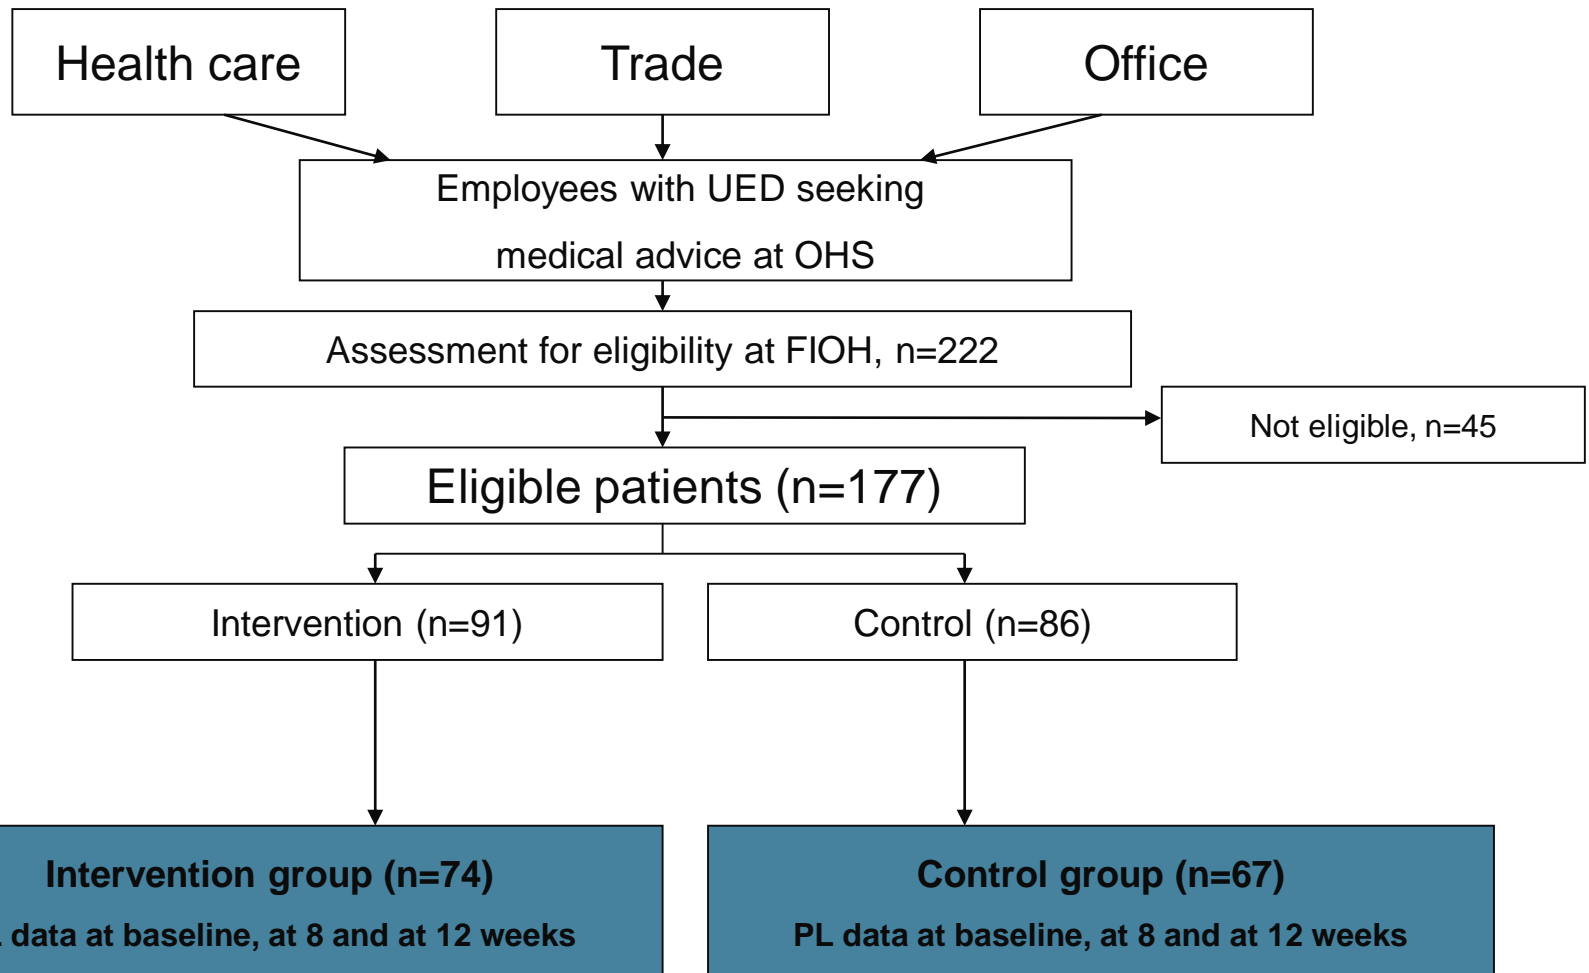 Health care
Trade
Office
Employees with UED seeking
medical advice at OHS
Assessment for eligibility at FIOH, n=222
Not eligible, n=45
Eligible patients (n=177)
Intervention (n=91)
Control (n=86)
Intervention group (n=74)
data at baseline, at 8 and at 12 weeks
Control group (n=67)
PL data at baseline, at 8 and at 12 weeks